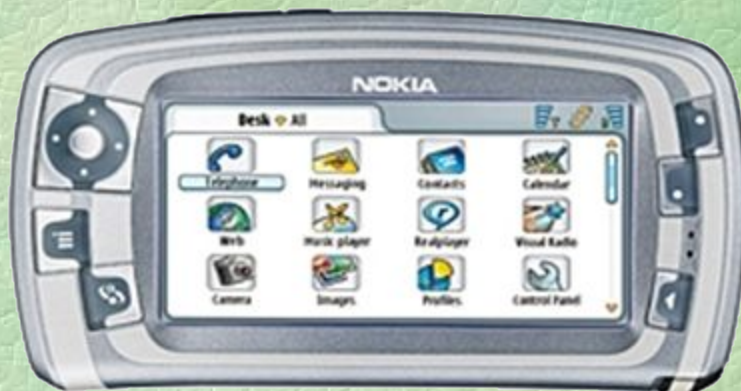 NOKIA
Desk All
Telephone Messaging Contacts Calendar
Web Music player Realplayer Visual Radio
Camera Images Profiles Control Panel